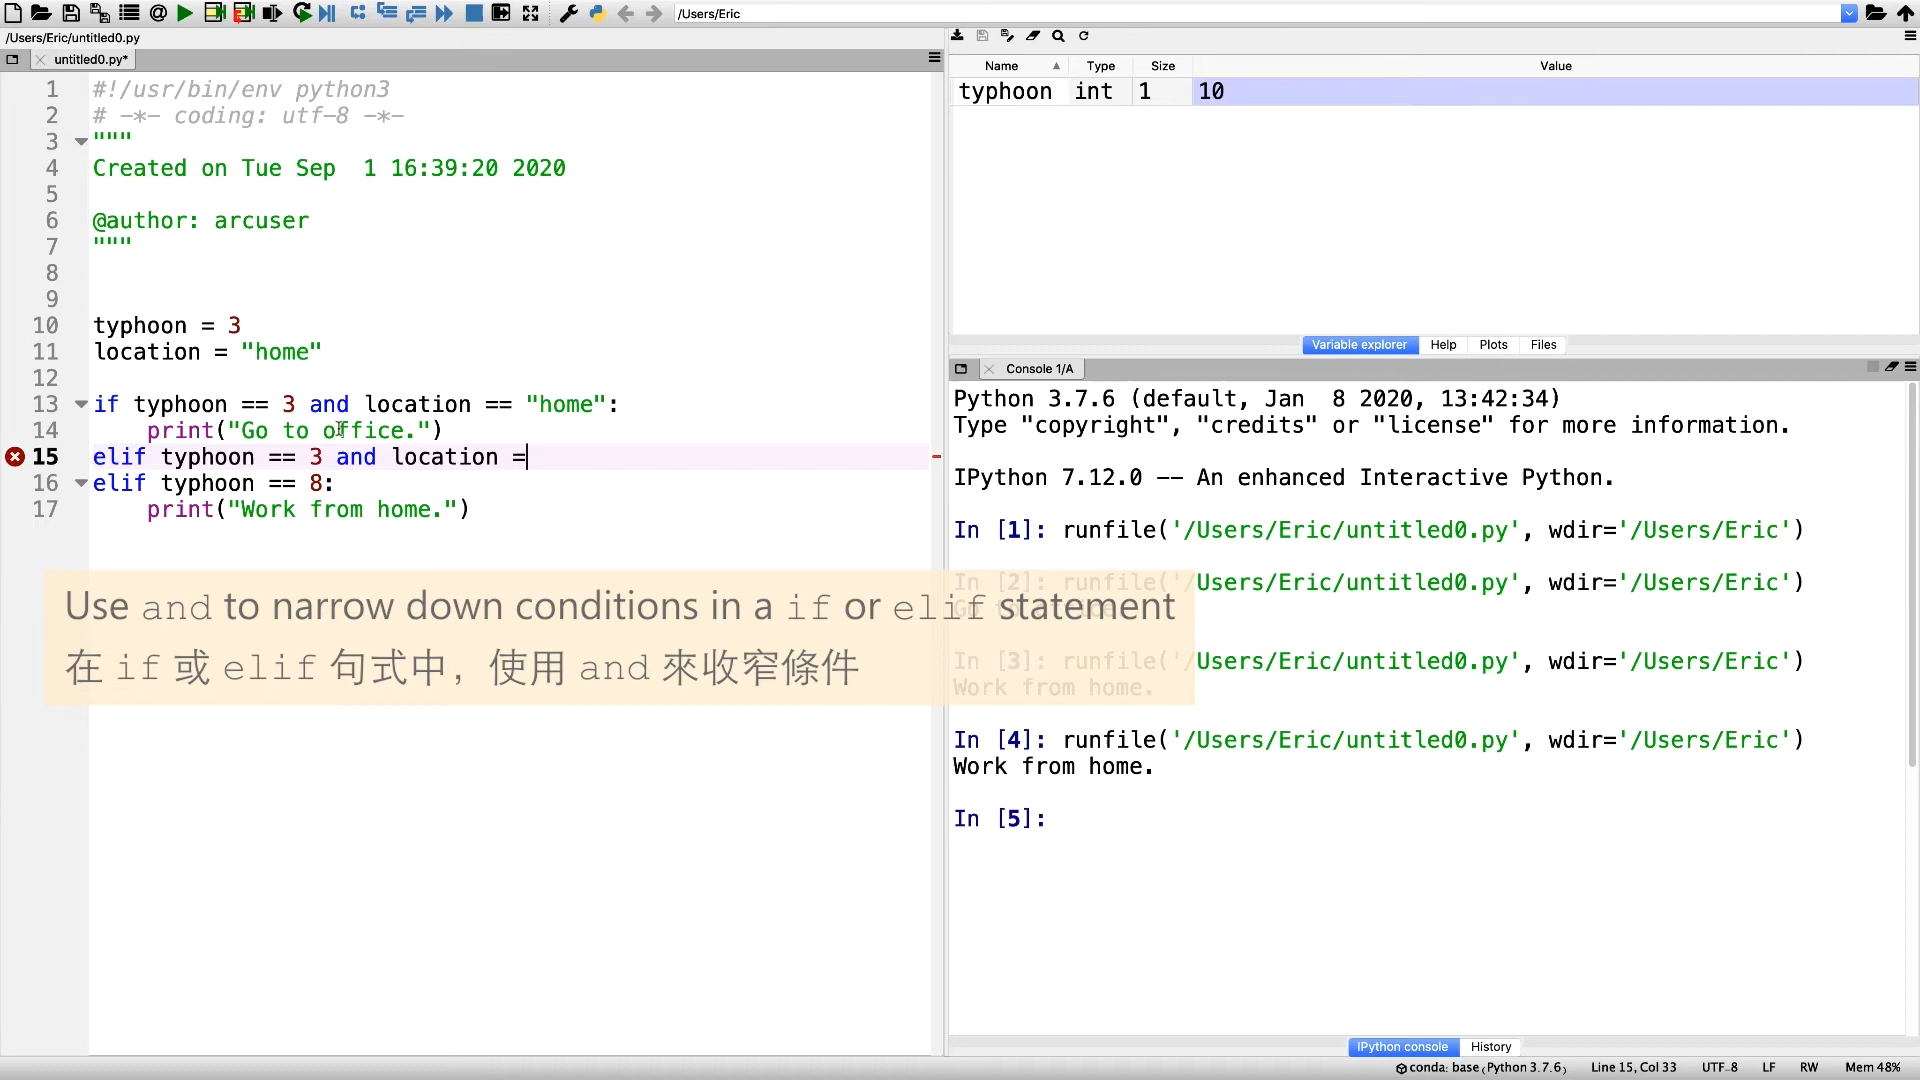 /Users/Eric
/Users/Eric/untitled0.py
untitled0.py*
1 #!/usr/bin/env python3
2 # -*- coding: utf-8 -*-
3 """
4 Created on Tue Sep  1 16:39:20 2020
5
6 @author: arcuser
7 """
8
9
10 typhoon = 3
11 location = "home"
12
13 if typhoon == 3 and location == "home":
14     print("Go to office.")
15 elif typhoon == 3 and location =
16 elif typhoon == 8:
17     print("Work from home.")
Use and to narrow down conditions in a if or elif statement
在 if 或 elif 句式中，使用 and 來收窄條件
Name Type Size Value
typhoon int 1 10
Variable explorer Help Plots Files
Console 1/A
Python 3.7.6 (default, Jan  8 2020, 13:42:34)
Type "copyright", "credits" or "license" for more information.
IPython 7.12.0 -- An enhanced Interactive Python.
In [1]: runfile('/Users/Eric/untitled0.py', wdir='/Users/Eric')
In [2]: runfile('/Users/Eric/untitled0.py', wdir='/Users/Eric')
In [3]: runfile('/Users/Eric/untitled0.py', wdir='/Users/Eric')
Work from home.
In [4]: runfile('/Users/Eric/untitled0.py', wdir='/Users/Eric')
Work from home.
In [5]:
IPython console History
conda: base (Python 3.7.6) Line 15, Col 33 UTF-8 LF RW Mem 48%